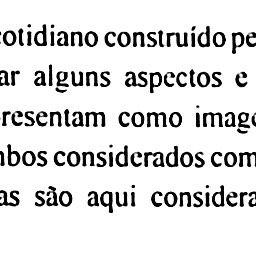 cotidiano construído pe
ar alguns aspectos e
resentam como image
mbos considerados com
as são aqui considera